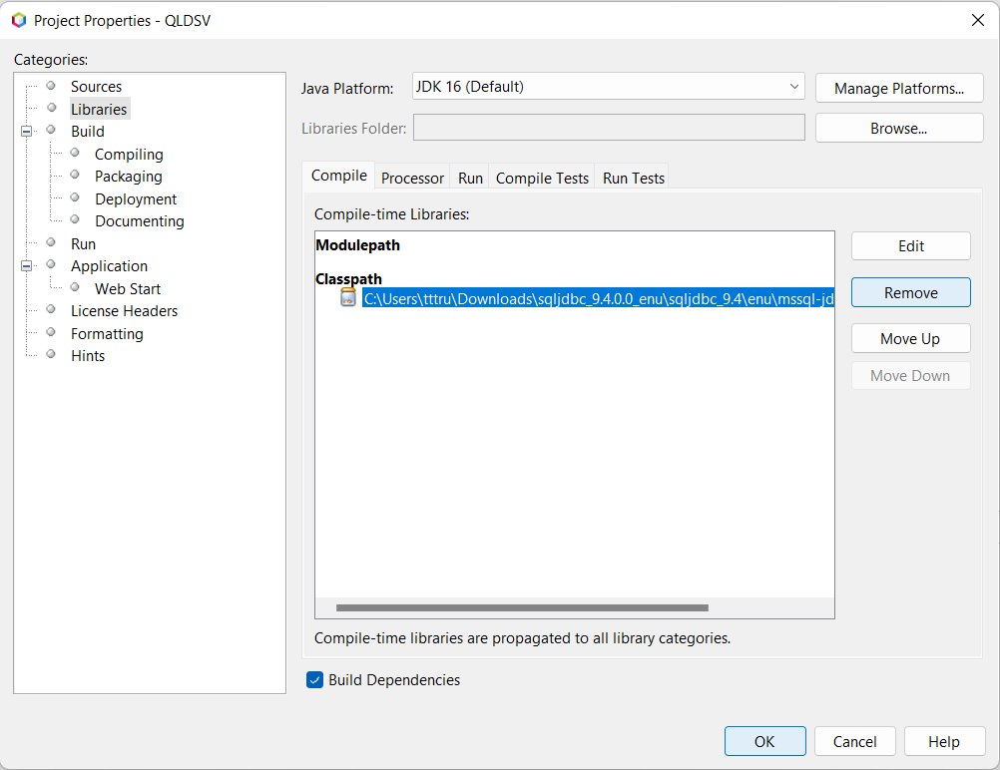 Project Properties - QLDSV
Categories:
Sources
Libraries
Build
Compiling
Packaging
Deployment
Documenting
Run
Application
Web Start
License Headers
Formatting
Hints
Java Platform: JDK 16 (Default) Manage Platforms...
Libraries Folder: Browse...
Compile Processor Run Compile Tests Run Tests
Compile-time Libraries:
Modulepath
Classpath
C:\Users\tttru\Downloads\sqljdbc_9.4.0.0_enu\sqljdbc_9.4\enu\mssql-jd
Edit
Remove
Move Up
Move Down
Compile-time libraries are propagated to all library categories.
Build Dependencies
OK Cancel Help